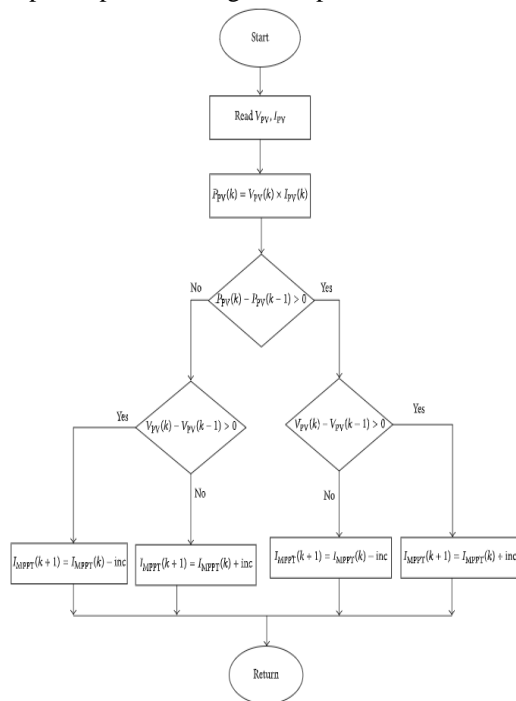 Start
Read V_PV, I_PV
P_PV(k) = V_PV(k) × I_PV(k)
No
Yes
P_PV(k) − P_PV(k − 1) > 0
Yes
V_PV(k) − V_PV(k − 1) > 0
V_PV(k) − V_PV(k − 1) > 0
Yes
No
No
I_MPPT(k + 1) = I_MPPT(k) − inc
I_MPPT(k + 1) = I_MPPT(k) + inc
I_MPPT(k + 1) = I_MPPT(k) − inc
I_MPPT(k + 1) = I_MPPT(k) + inc
Return